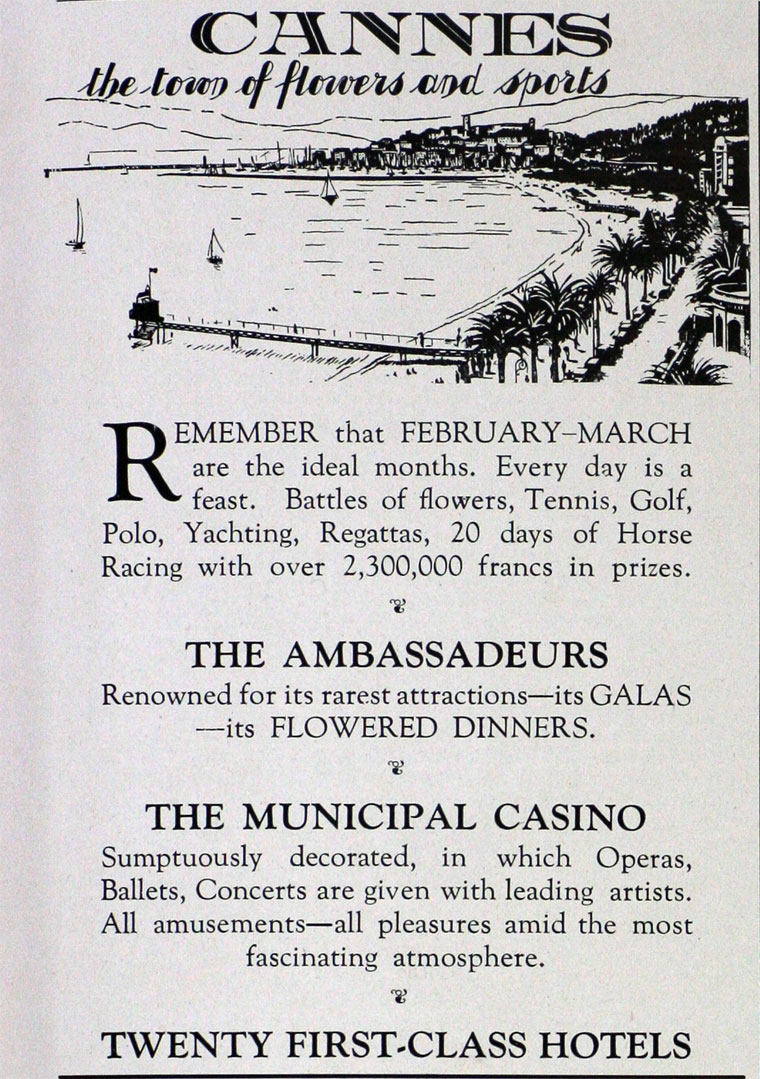 CANNES
the town of flowers and sports
REMEMBER that FEBRUARY–MARCH
are the ideal months. Every day is a
feast. Battles of flowers, Tennis, Golf,
Polo, Yachting, Regattas, 20 days of Horse
Racing with over 2,300,000 francs in prizes.
THE AMBASSADEURS
Renowned for its rarest attractions—its GALAS
—its FLOWERED DINNERS.
THE MUNICIPAL CASINO
Sumptuously decorated, in which Operas,
Ballets, Concerts are given with leading artists.
All amusements—all pleasures amid the most
fascinating atmosphere.
TWENTY FIRST-CLASS HOTELS